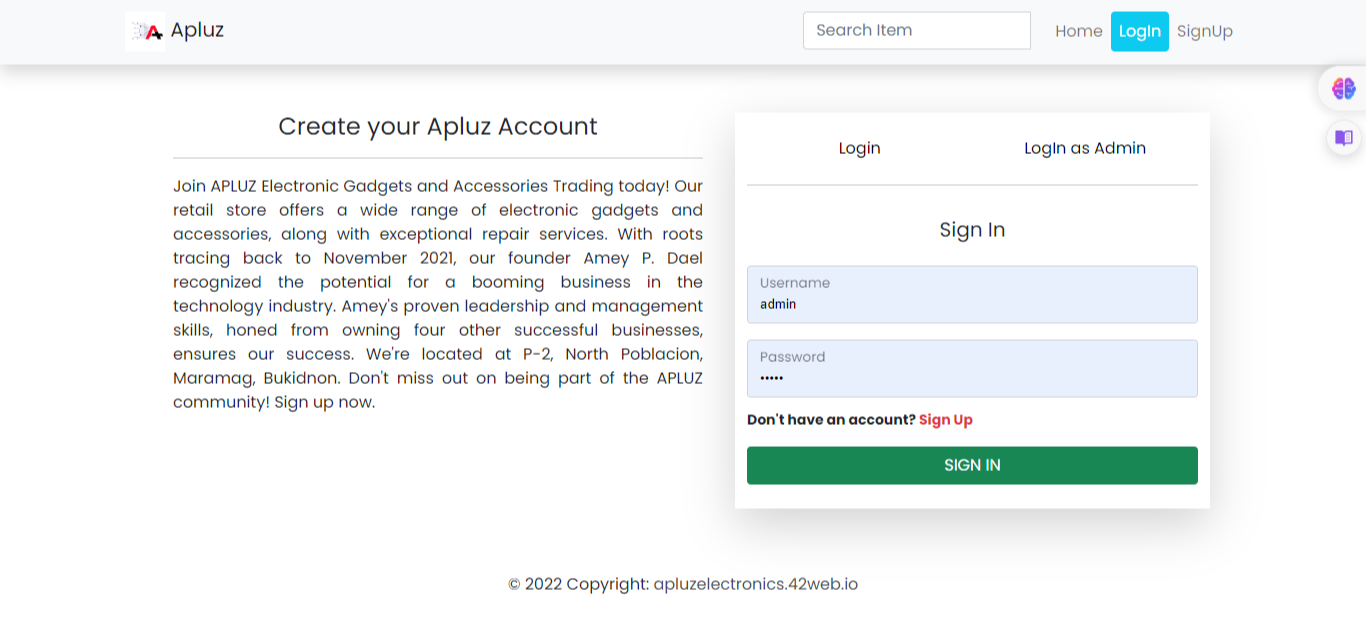 Apluz
Search Item
Home
LogIn
SignUp
Create your Apluz Account
Join APLUZ Electronic Gadgets and Accessories Trading today! Our
retail store offers a wide range of electronic gadgets and
accessories, along with exceptional repair services. With roots
tracing back to November 2021, our founder Amey P. Dael
recognized the potential for a booming business in the
technology industry. Amey's proven leadership and management
skills, honed from owning four other successful businesses,
ensures our success. We're located at P-2, North Poblacion,
Maramag, Bukidnon. Don't miss out on being part of the APLUZ
community! Sign up now.
Login
LogIn as Admin
Sign In
Username
admin
Password
•••••
Don't have an account? Sign Up
SIGN IN
© 2022 Copyright: apluzelectronics.42web.io